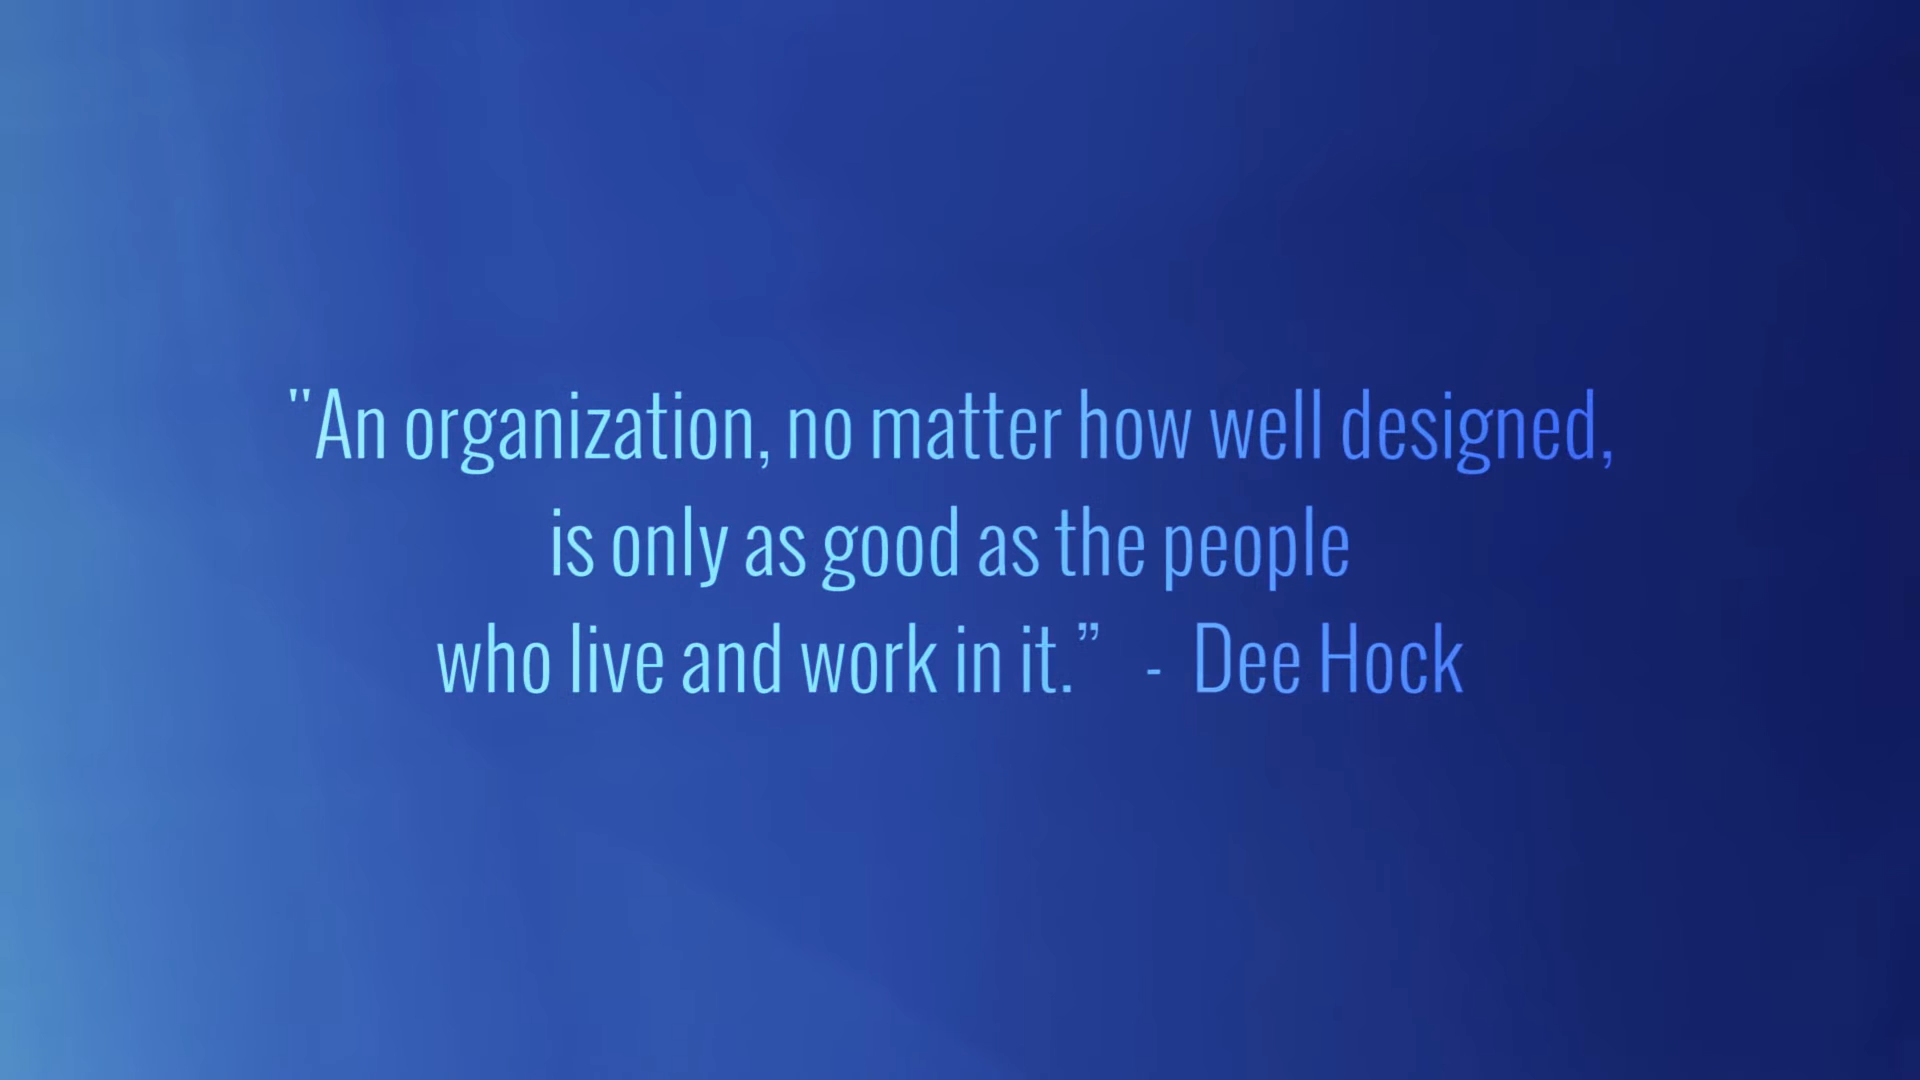 "An organization, no matter how well designed,
is only as good as the people
who live and work in it.” - Dee Hock